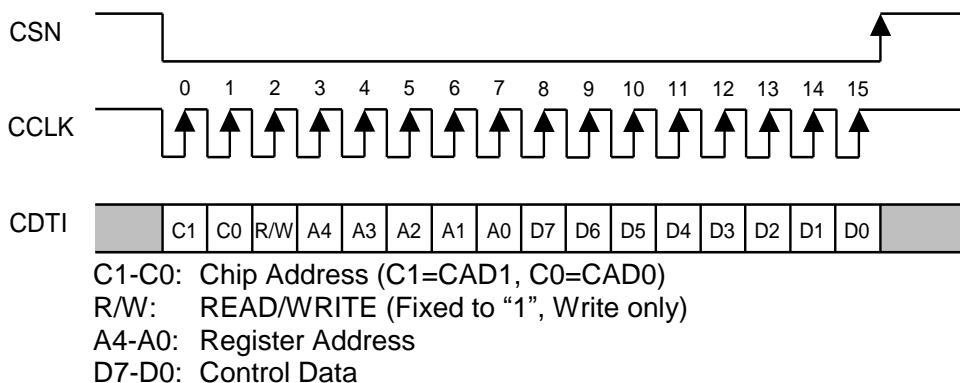 CSN
0 1 2 3 4 5 6 7 8 9 10 11 12 13 14 15
CCLK
CDTI C1 C0 R/W A4 A3 A2 A1 A0 D7 D6 D5 D4 D3 D2 D1 D0
C1-C0: Chip Address (C1=CAD1, C0=CAD0)
R/W: READ/WRITE (Fixed to “1”, Write only)
A4-A0: Register Address
D7-D0: Control Data